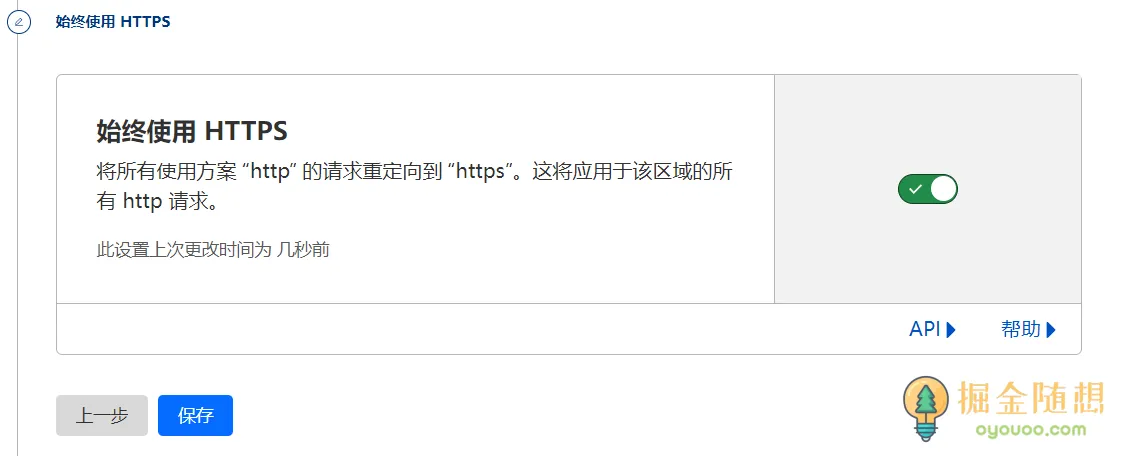 始终使用 HTTPS
始终使用 HTTPS
将所有使用方案 “http” 的请求重定向到 “https”。这将应用于该区域的所
有 http 请求。
此设置上次更改时间为 几秒前
API
帮助
上一步
保存
掘金随想
oyouoo.com